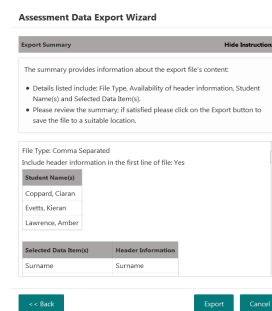 Assessment Data Export Wizard
Export Summary Hide Instruction
The summary provides information about the export file's content:
• Details listed include: File Type, Availability of header information, Student
Name(s) and Selected Data Item(s).
• Please review the summary; if satisfied please click on the Export button to
save the file to a suitable location.
File Type: Comma Separated
Include header information in the first line of file: Yes
Student Name(s)
Coppard, Ciaran
Evetts, Kieran
Lawrence, Amber
Selected Data Item(s) Header Information
Surname Surname
<< Back Export Cancel